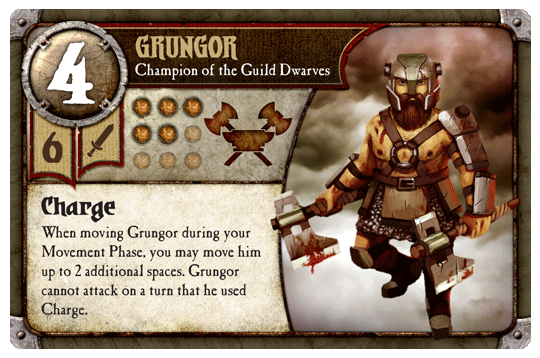 4
GRUNGOR
Champion of the Guild Dwarves
6
Charge
When moving Grungor during your
Movement Phase, you may move him
up to 2 additional spaces. Grungor
cannot attack on a turn that he used
Charge.